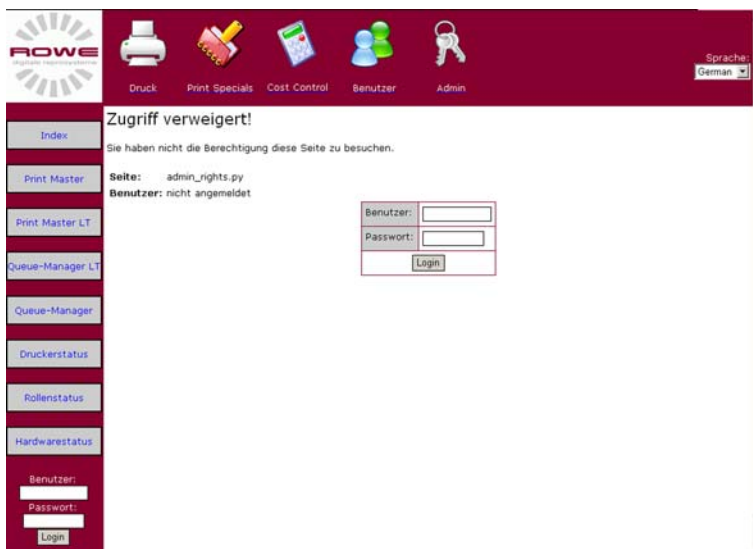 ROWE
digitale reprosysteme
Druck
Print Specials
Cost Control
Benutzer
Admin
Sprache:
German
Index
Print Master
Print Master LT
Queue-Manager LT
Queue-Manager
Druckerstatus
Rollenstatus
Hardwarestatus
Benutzer:
Passwort:
Login
Zugriff verweigert!
Sie haben nicht die Berechtigung diese Seite zu besuchen.
Seite: admin_rights.py
Benutzer: nicht angemeldet
Benutzer:
Passwort:
Login